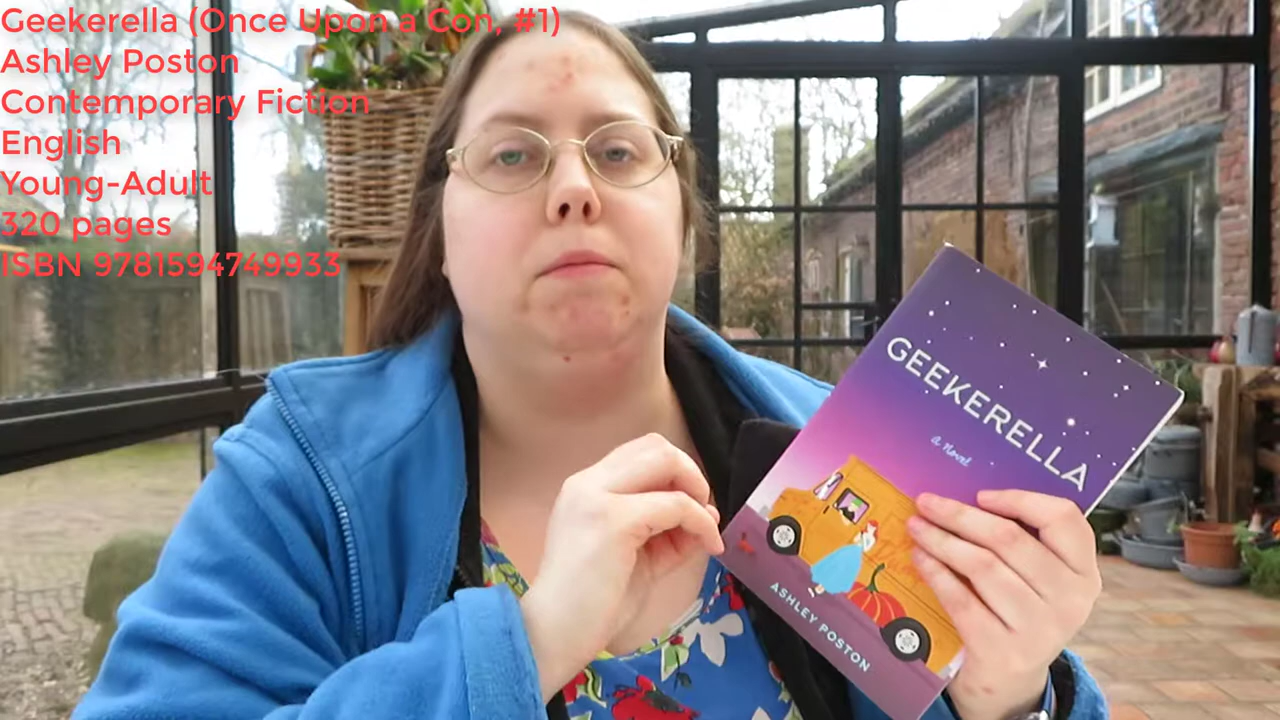 Geekerella (Once Upon a Con, #1)
Ashley Poston
Contemporary Fiction
English
Young-Adult
320 pages
ISBN 9781594749933
GEEKERELLA
a novel
ASHLEY POSTON